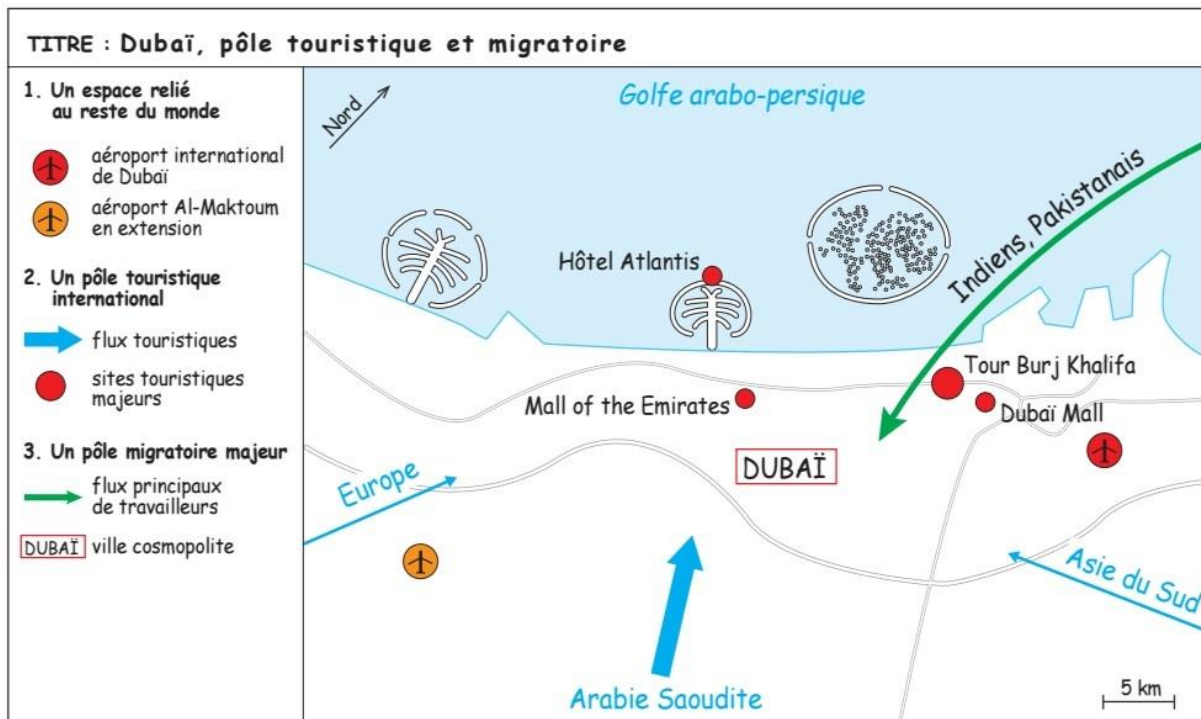 TITRE : Dubaï, pôle touristique et migratoire
1. Un espace relié
au reste du monde
aéroport international
de Dubaï
aéroport Al-Maktoum
en extension
2. Un pôle touristique
international
flux touristiques
sites touristiques
majeurs
3. Un pôle migratoire majeur
flux principaux
de travailleurs
DUBAÏ ville cosmopolite
Nord
Golfe arabo-persique
Indiens, Pakistanais
Hôtel Atlantis
Tour Burj Khalifa
Mall of the Emirates
Dubaï Mall
DUBAÏ
Europe
Asie du Sud
Arabie Saoudite
5 km